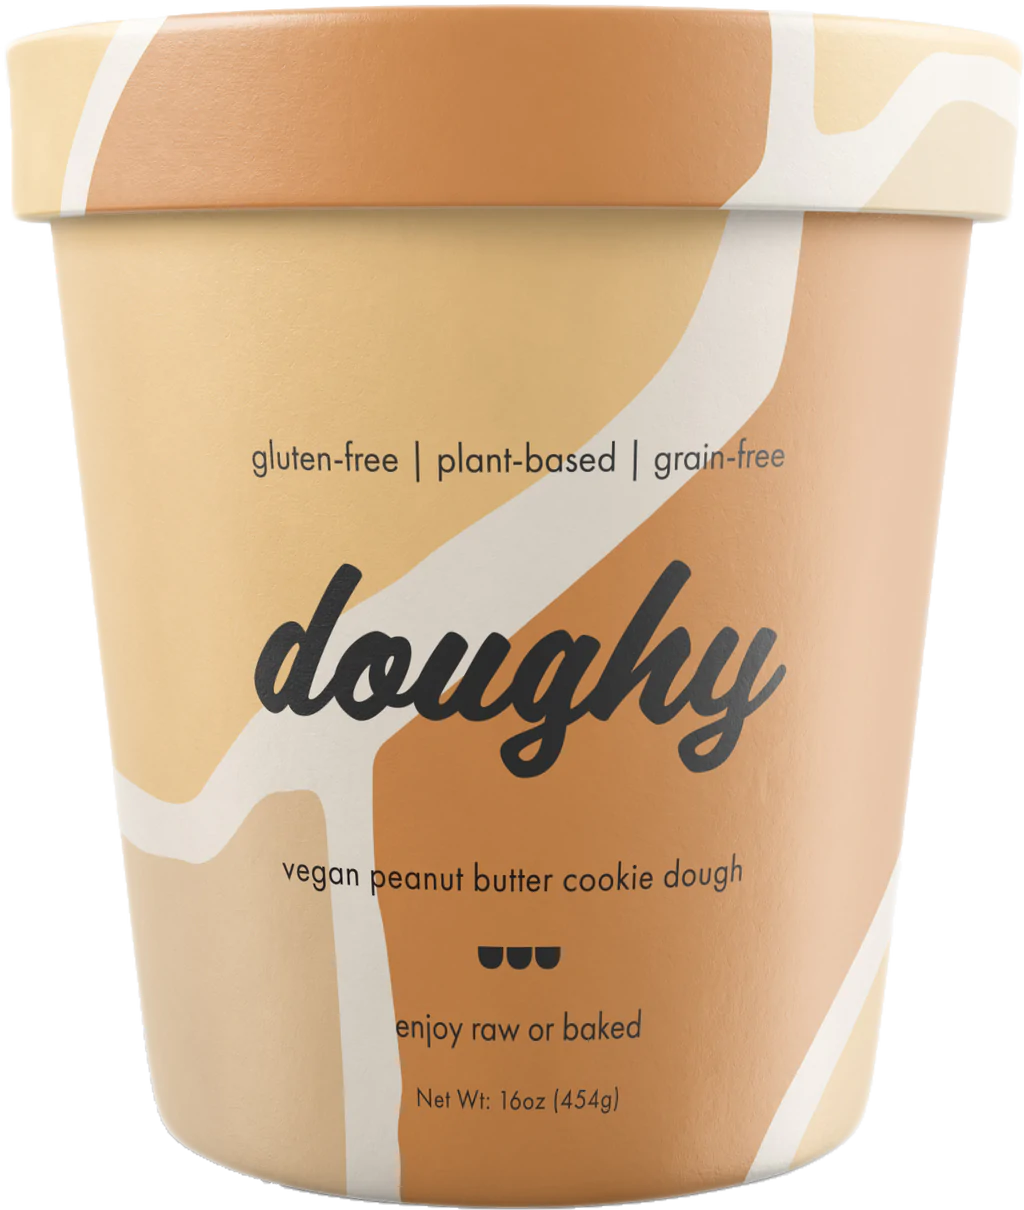 gluten-free | plant-based | grain-free
doughy
vegan peanut butter cookie dough
enjoy raw or baked
Net Wt: 16oz (454g)